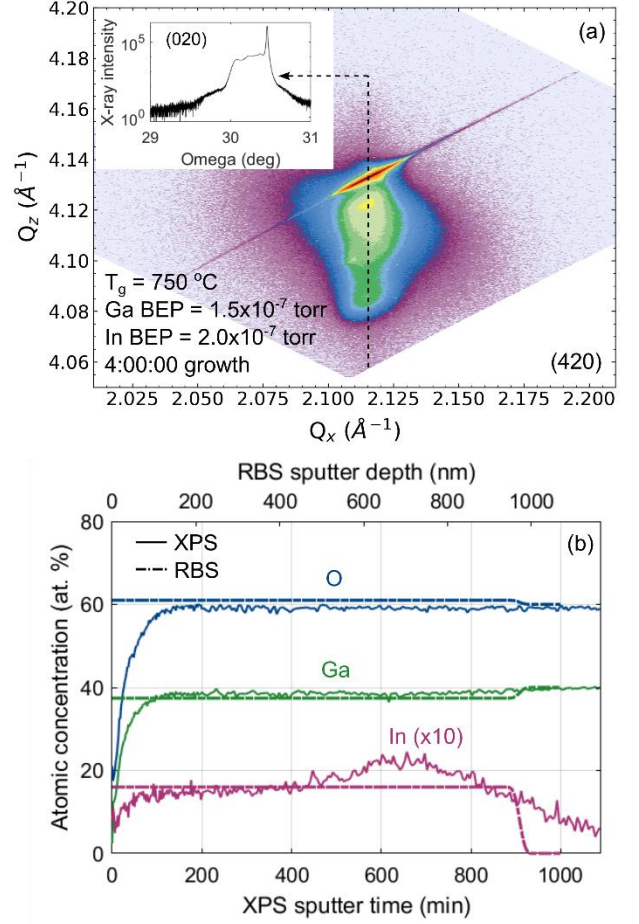 (a)
4.20
4.18
4.16
4.14
4.12
4.10
4.08
4.06
Q_z (Å⁻¹)
(020)
X-ray intensity
10⁵
10⁰
29 30 31
Omega (deg)
T_g = 750 °C
Ga BEP = 1.5x10⁻⁷ torr
In BEP = 2.0x10⁻⁷ torr
4:00:00 growth
(420)
2.025 2.050 2.075 2.100 2.125 2.150 2.175 2.200
Q_x (Å⁻¹)
RBS sputter depth (nm)
0 200 400 600 800 1000
(b)
XPS
RBS
O
Ga
In (x10)
Atomic concentration (at. %)
80
60
40
20
0
0 200 400 600 800 1000
XPS sputter time (min)